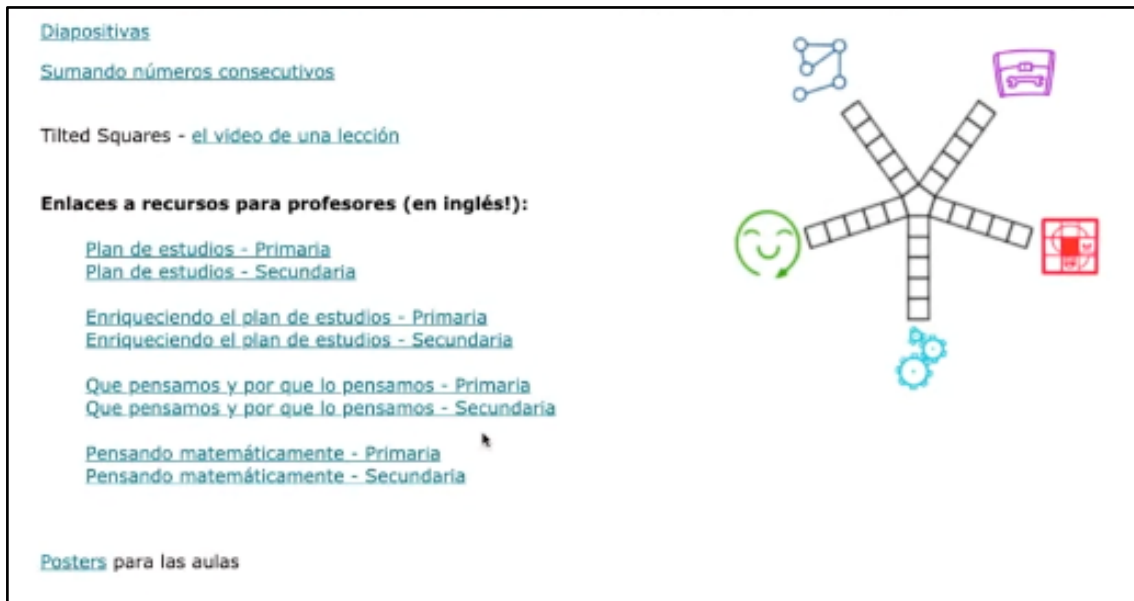 Diapositivas
Sumando números consecutivos
Tilted Squares - el video de una lección
Enlaces a recursos para profesores (en inglés!):
Plan de estudios - Primaria
Plan de estudios - Secundaria
Enriqueciendo el plan de estudios - Primaria
Enriqueciendo el plan de estudios - Secundaria
Que pensamos y por que lo pensamos - Primaria
Que pensamos y por que lo pensamos - Secundaria
Pensando matemáticamente - Primaria
Pensando matemáticamente - Secundaria
Posters para las aulas